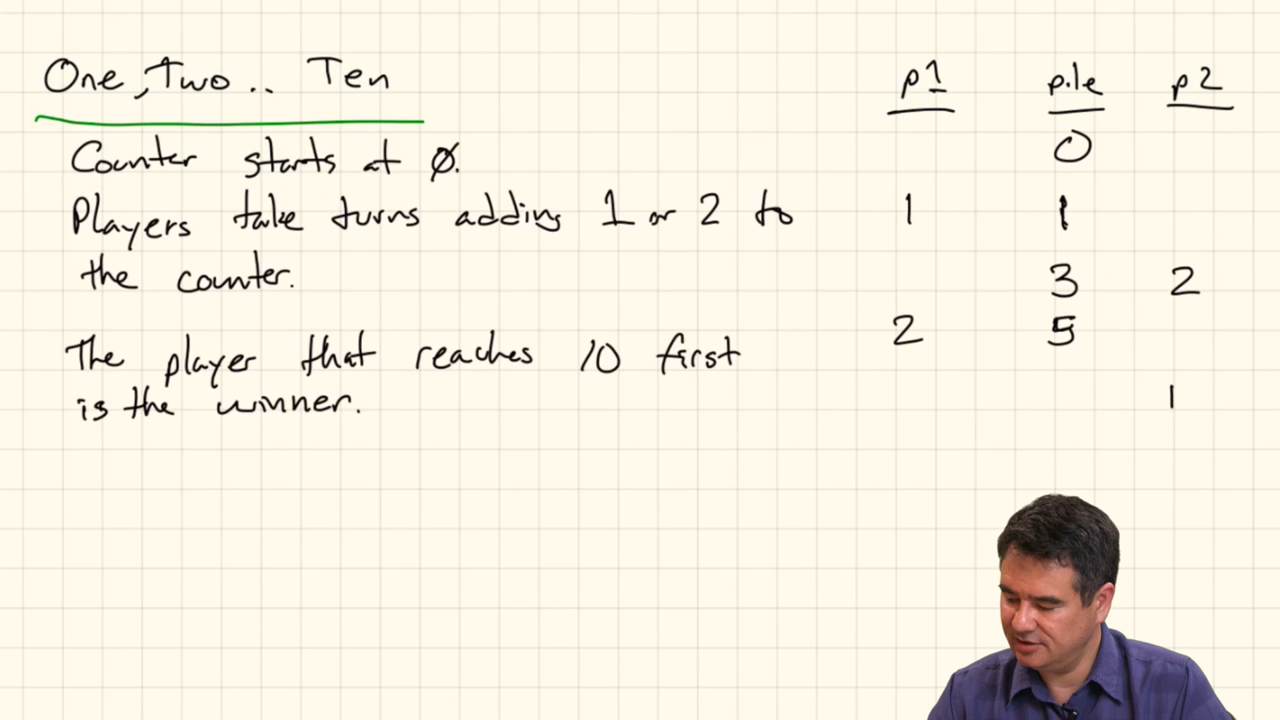 One, Two .. Ten
p1 pile p2
0
Counter starts at 0.
Players take turns adding 1 or 2 to
1 1
the counter.
3 2
2 5
The player that reaches 10 first
is the winner.
1